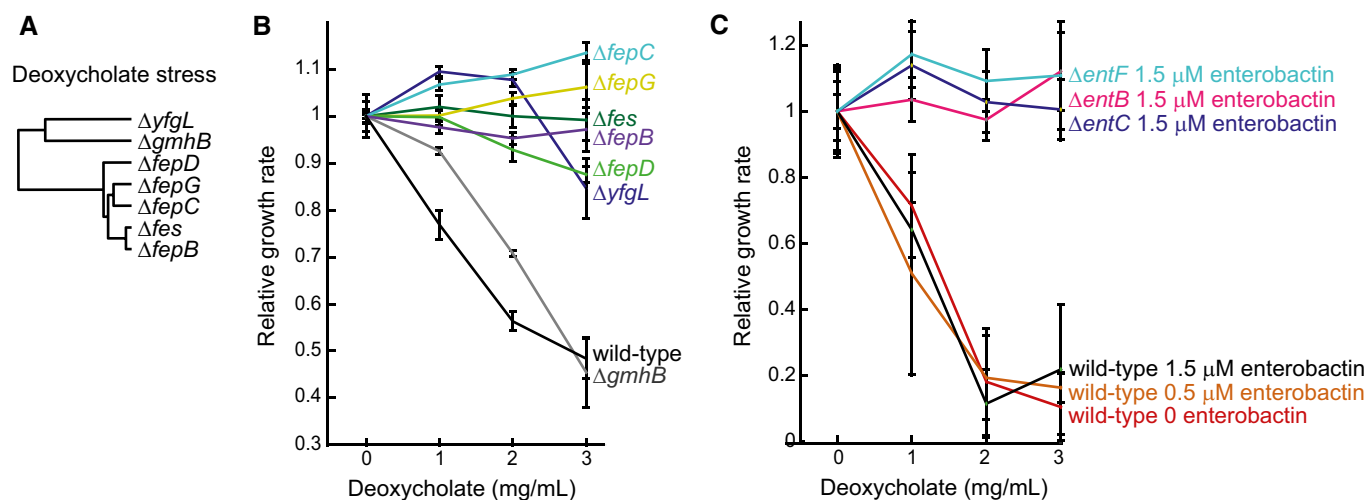 A
Deoxycholate stress
ΔyfgL
ΔgmhB
ΔfepD
ΔfepG
ΔfepC
Δfes
ΔfepB
B
Relative growth rate
1.1
1
0.9
0.8
0.7
0.6
0.5
0.4
0.3
0
1
2
3
Deoxycholate (mg/mL)
ΔfepC
ΔfepG
Δfes
ΔfepB
ΔfepD
ΔyfgL
wild-type
ΔgmhB
C
Relative growth rate
1.2
1
0.8
0.6
0.4
0.2
0
0
1
2
3
Deoxycholate (mg/mL)
ΔentF 1.5 μM enterobactin
ΔentB 1.5 μM enterobactin
ΔentC 1.5 μM enterobactin
wild-type 1.5 μM enterobactin
wild-type 0.5 μM enterobactin
wild-type 0 enterobactin